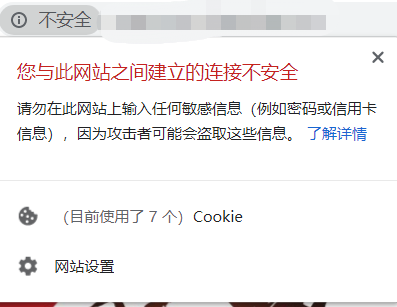 不安全
您与此网站之间建立的连接不安全
请勿在此网站上输入任何敏感信息（例如密码或信用卡
信息），因为攻击者可能会盗取这些信息。 了解详情
（目前使用了 7 个）Cookie
网站设置